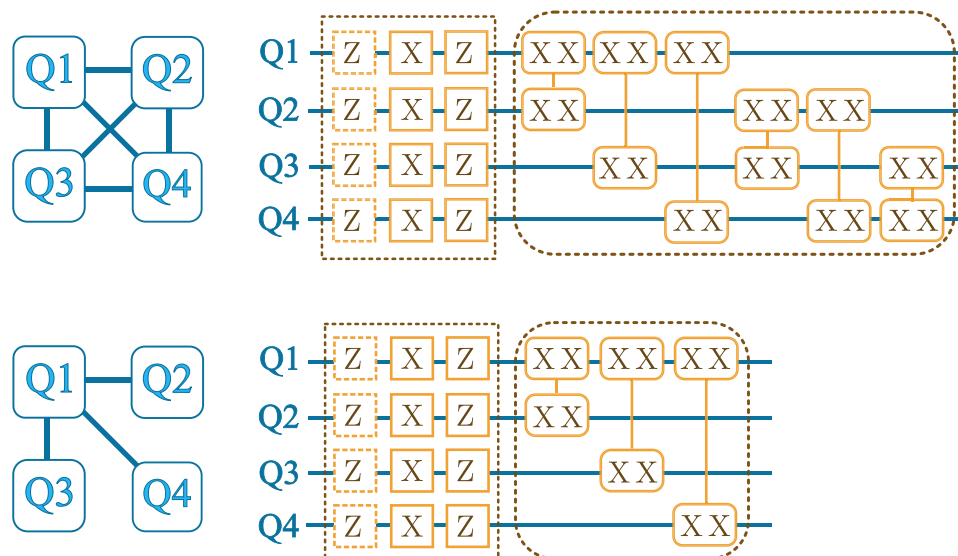 Q1 Q2
Q3 Q4
Q1 Z X Z XX XX XX
Q2 Z X Z XX XX XX
Q3 Z X Z XX XX XX
Q4 Z X Z XX XX XX
Q1 Q2
Q3 Q4
Q1 Z X Z XX XX XX
Q2 Z X Z XX
Q3 Z X Z XX
Q4 Z X Z XX